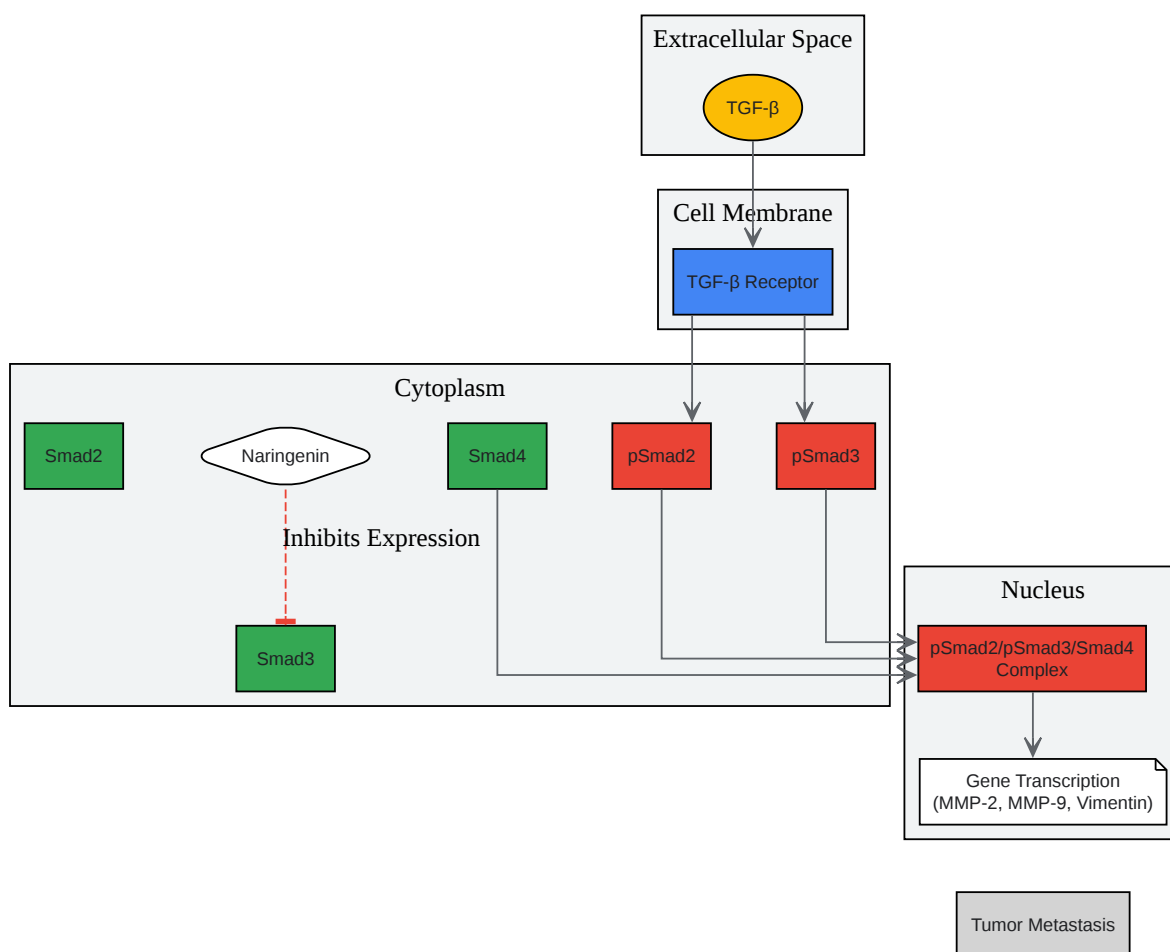 Extracellular Space
TGF-β
Cell Membrane
TGF-β Receptor
Cytoplasm
Smad2
Naringenin
Smad4
pSmad2
pSmad3
Inhibits Expression
Smad3
Nucleus
pSmad2/pSmad3/Smad4
Complex
Gene Transcription
(MMP-2, MMP-9, Vimentin)
Tumor Metastasis